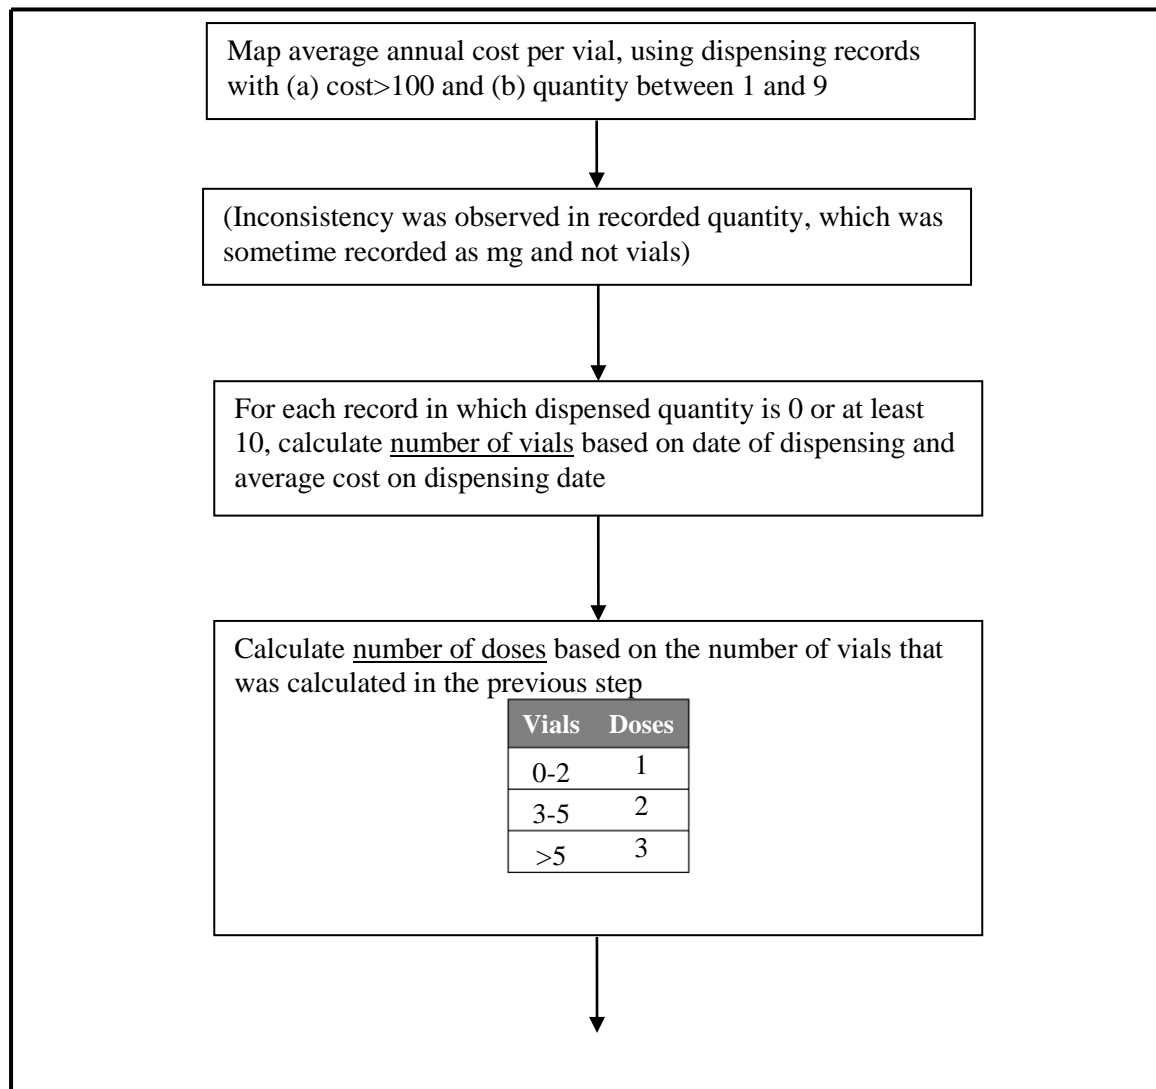 Map average annual cost per vial, using dispensing records
with (a) cost>100 and (b) quantity between 1 and 9
(Inconsistency was observed in recorded quantity, which was
sometime recorded as mg and not vials)
For each record in which dispensed quantity is 0 or at least
10, calculate number of vials based on date of dispensing and
average cost on dispensing date
Calculate number of doses based on the number of vials that
was calculated in the previous step
Vials Doses
0-2 1
3-5 2
>5 3